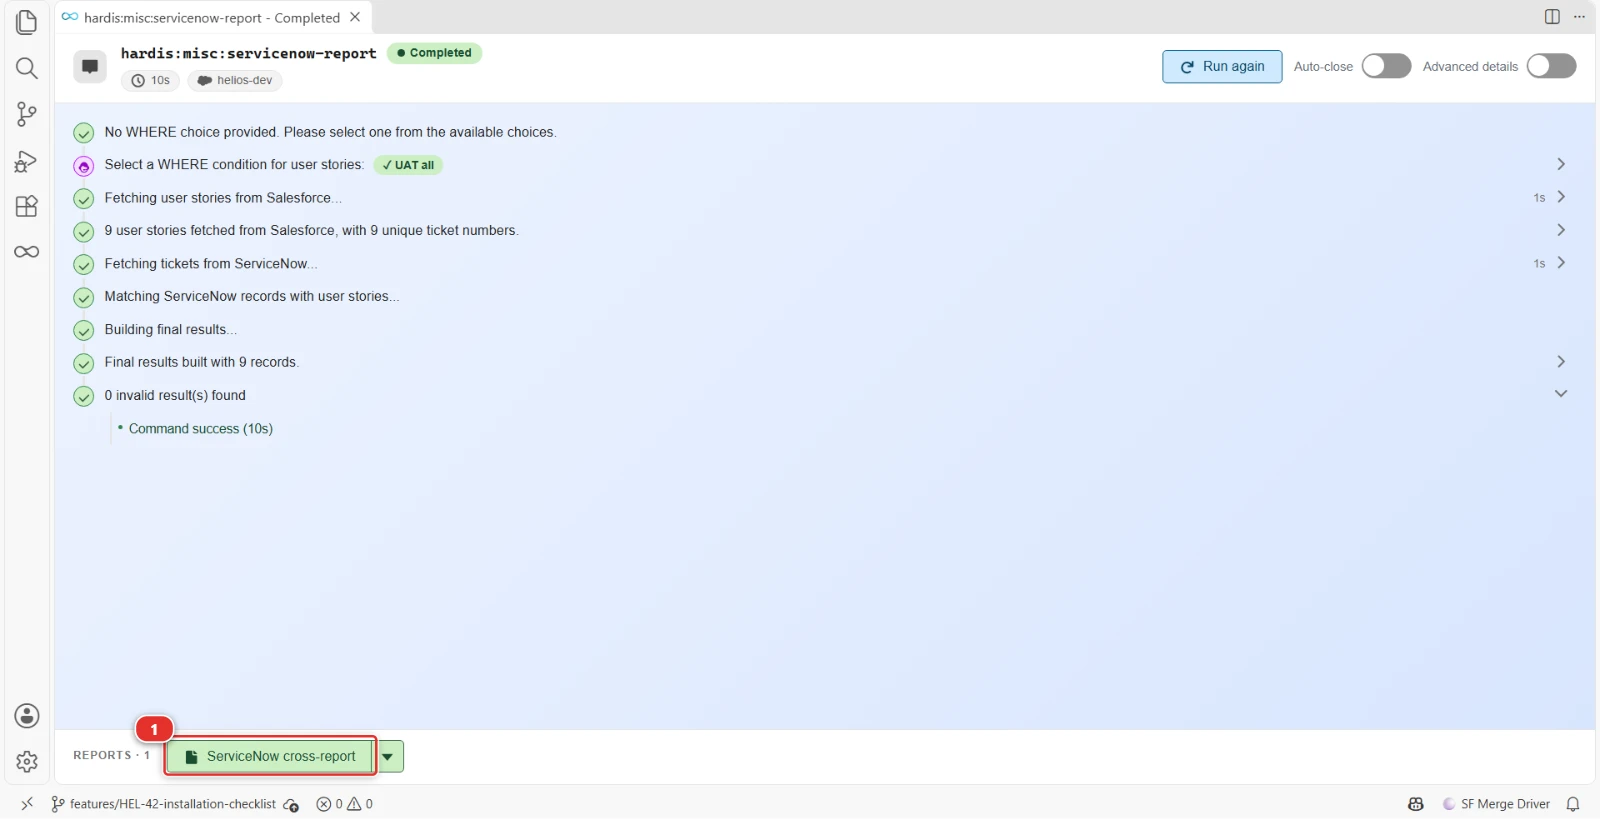 hardis:misc:servicenow-report - Completed
hardis:misc:servicenow-report
Completed
10s
helios-dev
Run again
Auto-close
Advanced details
No WHERE choice provided. Please select one from the available choices.
Select a WHERE condition for user stories: ✓ UAT all
Fetching user stories from Salesforce... 1s
9 user stories fetched from Salesforce, with 9 unique ticket numbers.
Fetching tickets from ServiceNow... 1s
Matching ServiceNow records with user stories...
Building final results...
Final results built with 9 records.
0 invalid result(s) found
• Command success (10s)
1
REPORTS · 1
ServiceNow cross-report
features/HEL-42-installation-checklist
0 0
SF Merge Driver